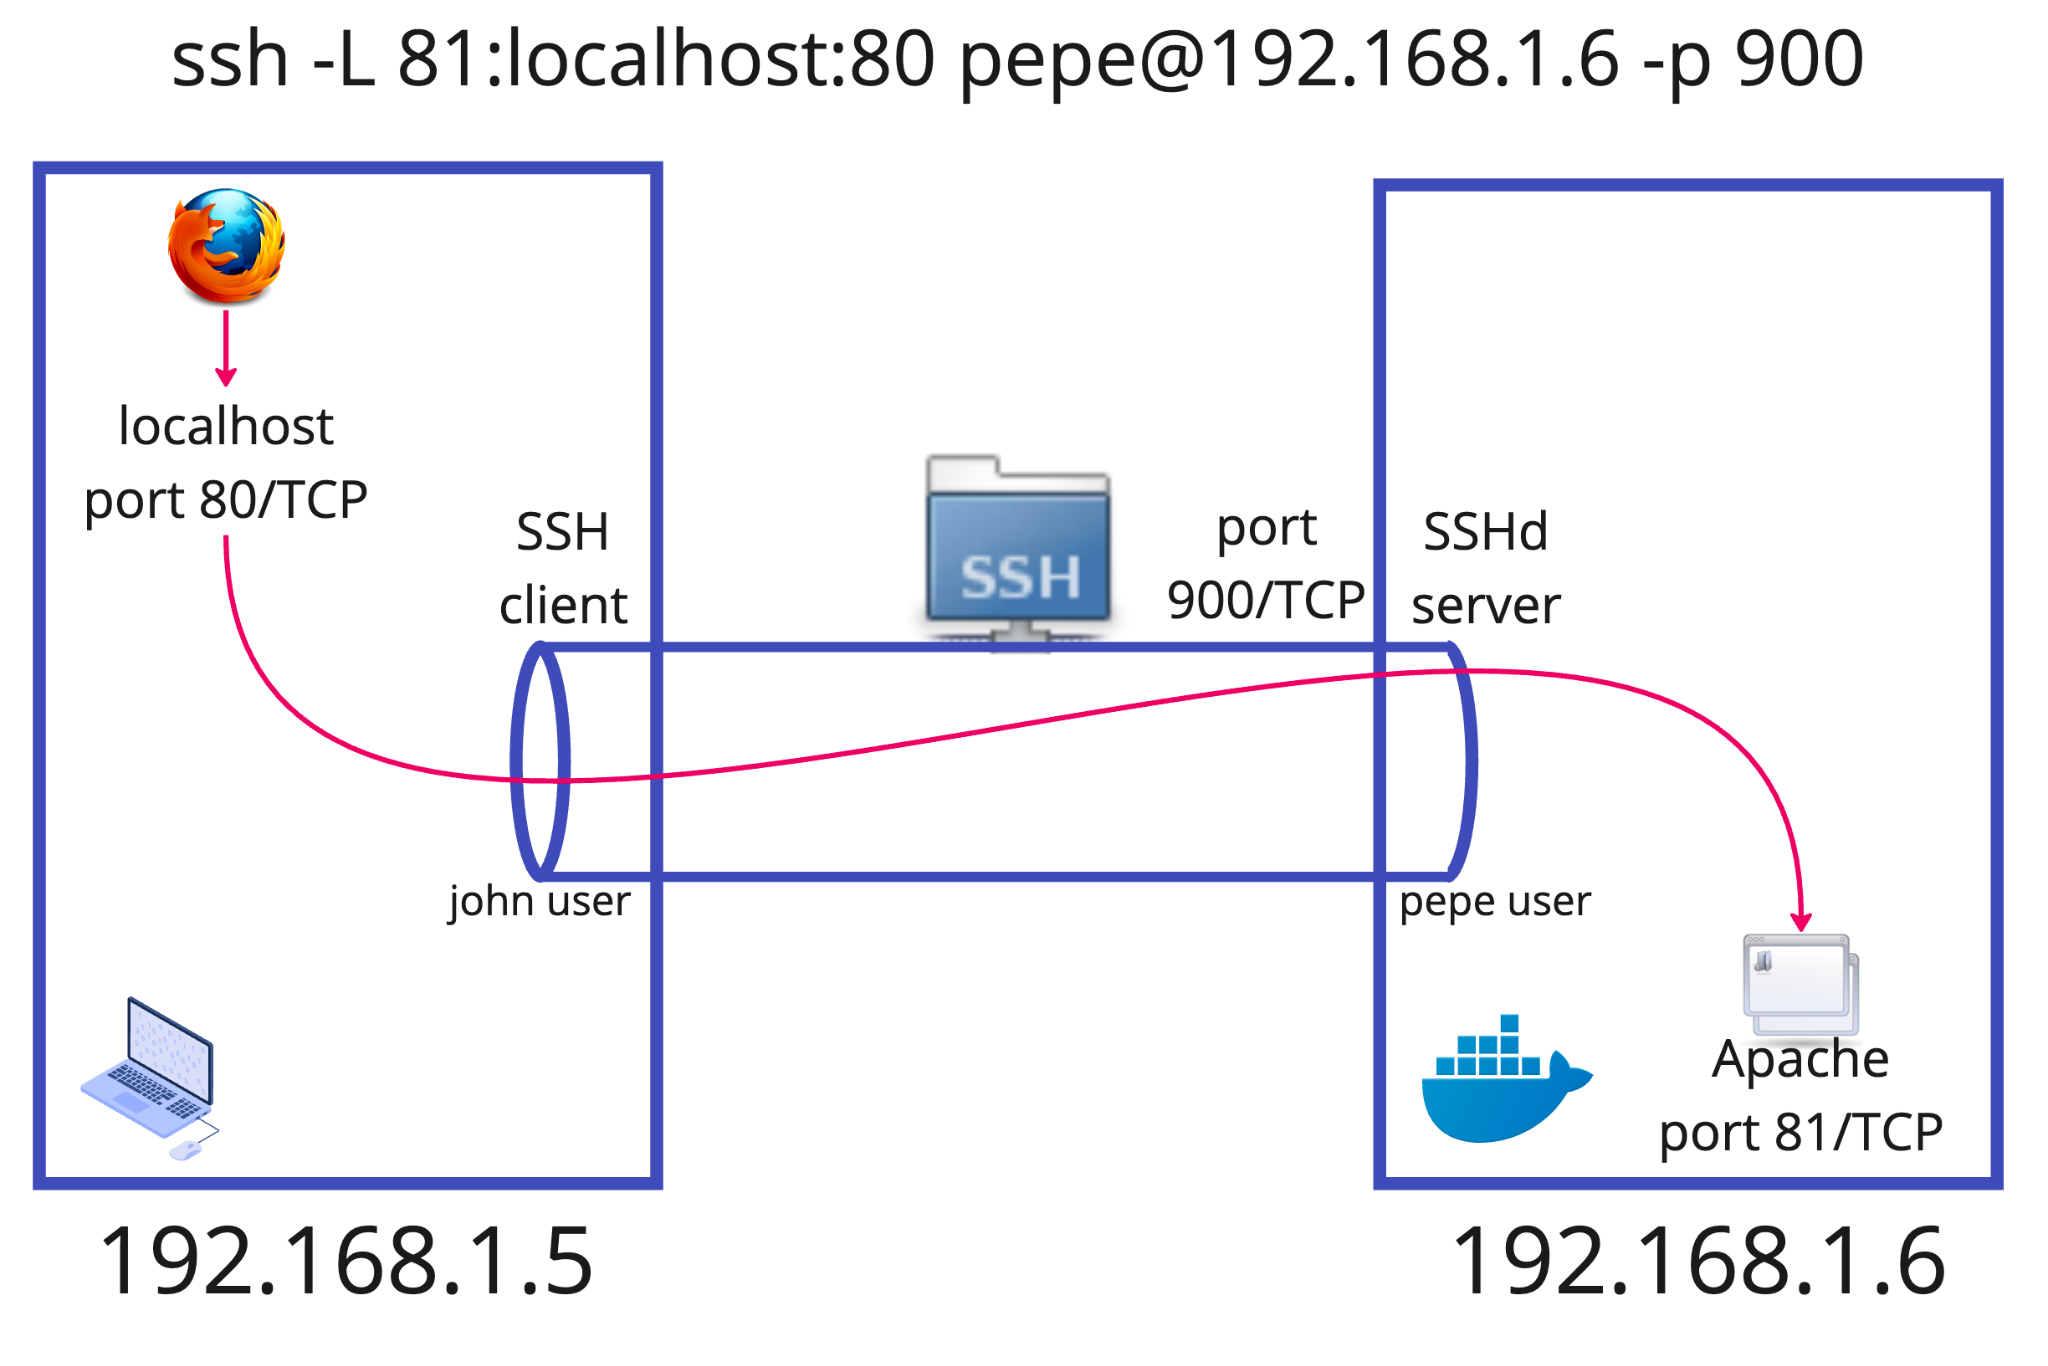 ssh -L 81:localhost:80 pepe@192.168.1.6 -p 900
localhost
port 80/TCP
SSH
client
SSH
port
900/TCP
SSHd
server
john user
pepe user
Apache
port 81/TCP
192.168.1.5
192.168.1.6